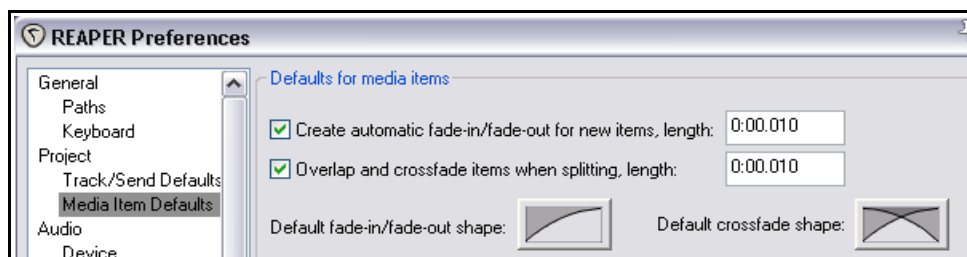 REAPER Preferences
General
Paths
Keyboard
Project
Track/Send Defaults
Media Item Defaults
Audio
Device
Defaults for media items
Create automatic fade-in/fade-out for new items, length: 0:00.010
Overlap and crossfade items when splitting, length: 0:00.010
Default fade-in/fade-out shape: Default crossfade shape: